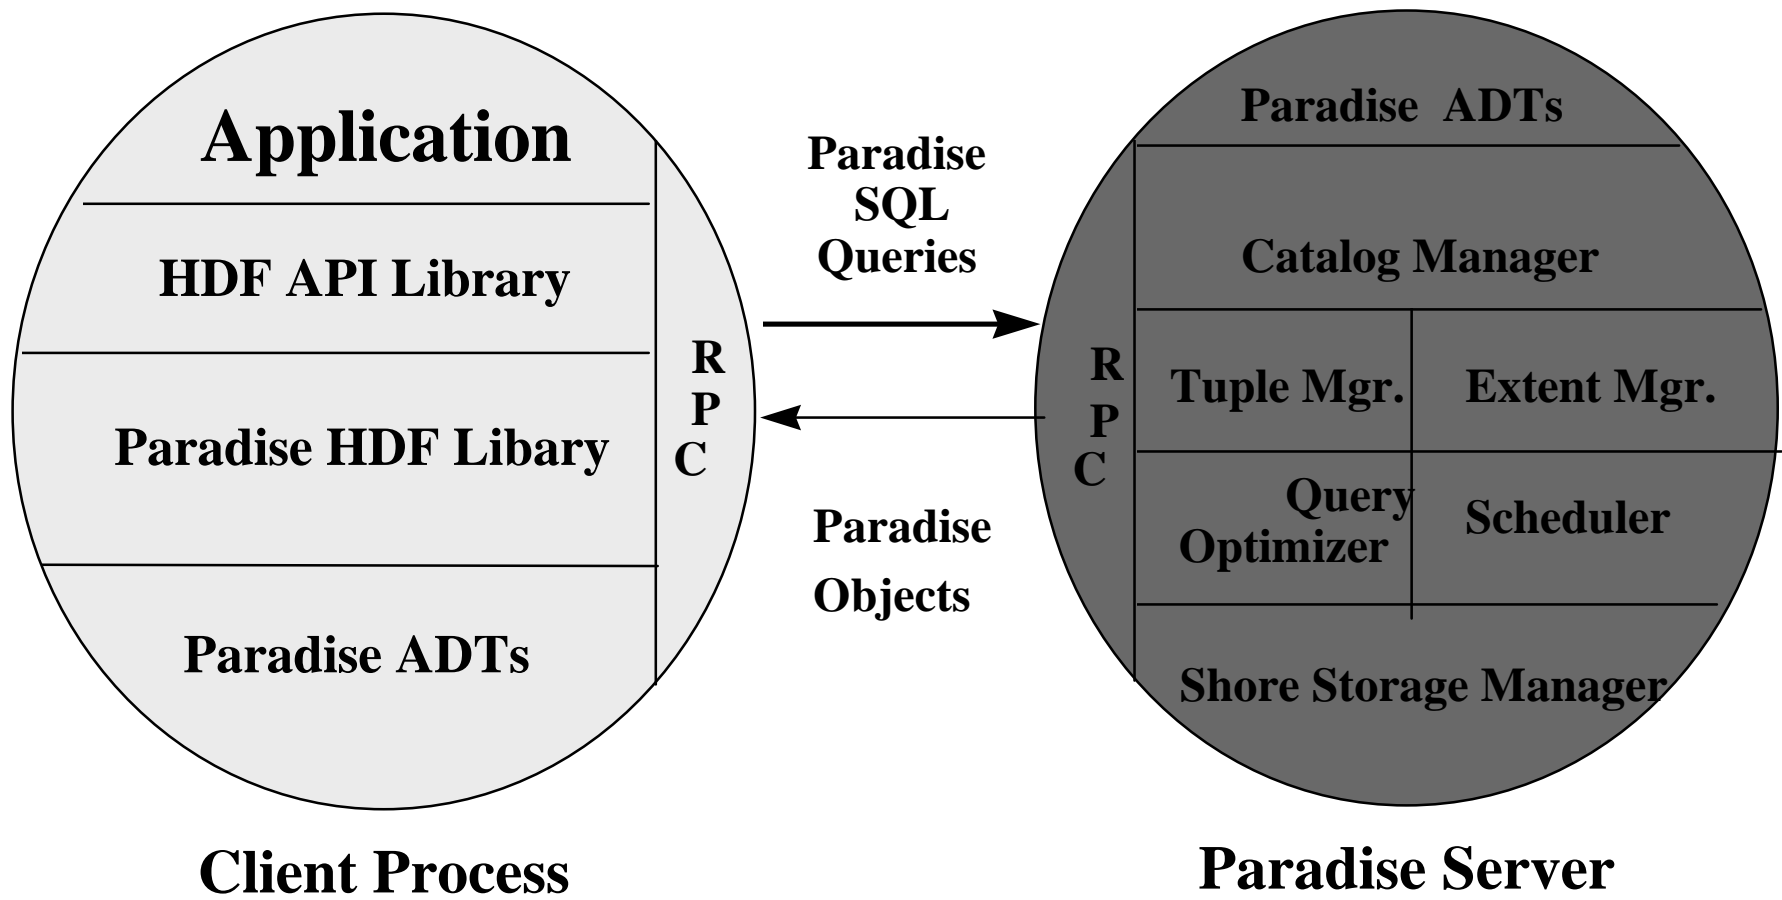 Application
HDF API Library
Paradise HDF Libary
Paradise ADTs
R
P
C
Client Process
Paradise
SQL
Queries
Paradise
Objects
Paradise ADTs
Catalog Manager
R
P
C
Tuple Mgr.
Extent Mgr.
Query
Optimizer
Scheduler
Shore Storage Manager
Paradise Server